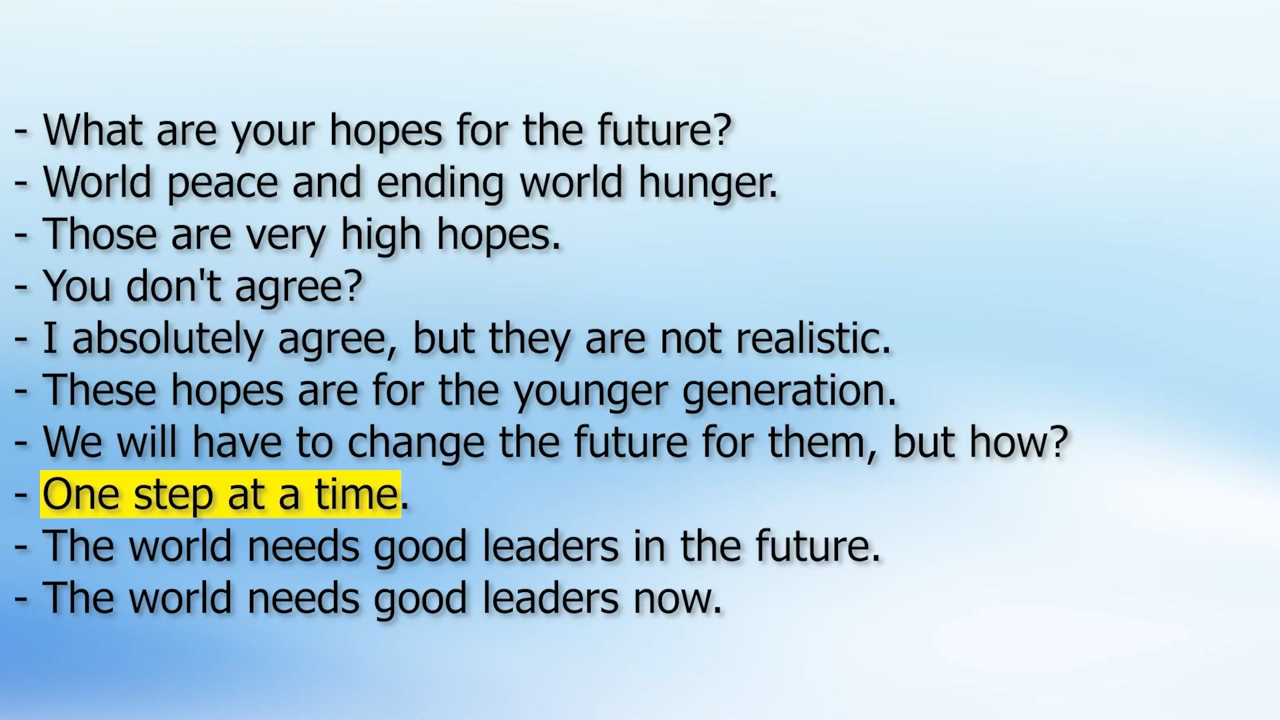 - What are your hopes for the future?
- World peace and ending world hunger.
- Those are very high hopes.
- You don't agree?
- I absolutely agree, but they are not realistic.
- These hopes are for the younger generation.
- We will have to change the future for them, but how?
- One step at a time.
- The world needs good leaders in the future.
- The world needs good leaders now.